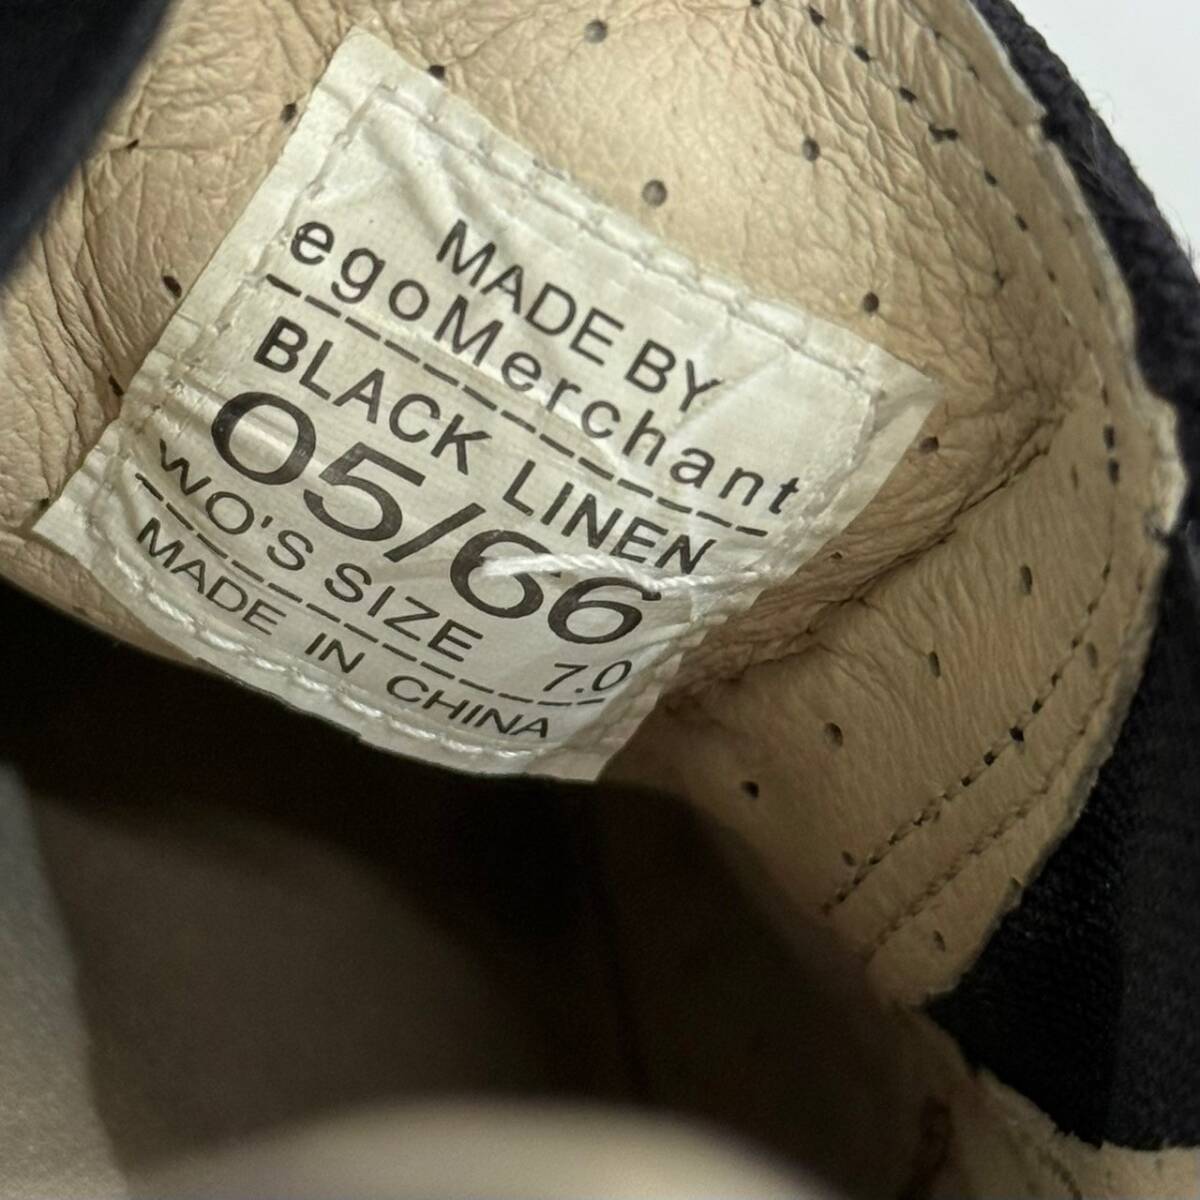 MADE BY
egoMerchant
BLACK LINEN
05/66
WO'S SIZE 7.0
MADE IN CHINA